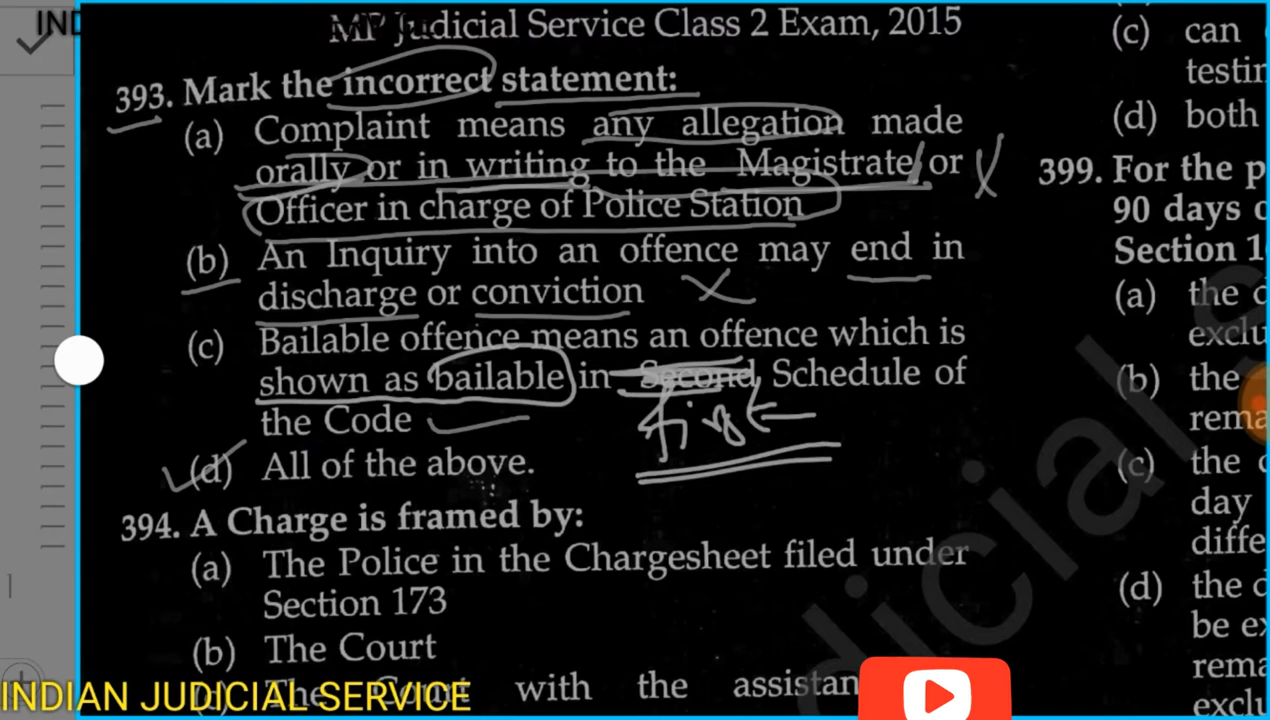 IND
MP Judicial Service Class 2 Exam, 2015
393. Mark the incorrect statement:
(a) Complaint means any allegation made
orally or in writing to the Magistrate or
Officer in charge of Police Station
(b) An Inquiry into an offence may end in
discharge or conviction
(c) Bailable offence means an offence which is
shown as bailable in Second Schedule of
the Code
first
(d) All of the above.
394. A Charge is framed by:
(a) The Police in the Chargesheet filed under
Section 173
(b) The Court
The Court with the assistan
(c) can
testin
(d) both
399. For the p
90 days o
Section 1
(a) the
exclu
(b) the
rema
(c) the
day
diffe
(d) the
be ex
rema
exclu
dicial s
INDIAN JUDICIAL SERVICE